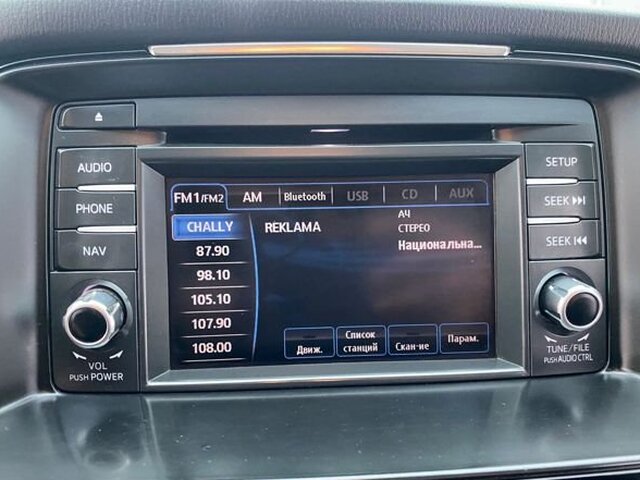 AUDIO
PHONE
NAV
VOL
PUSH POWER
FM1/FM2 AM Bluetooth USB CD AUX
CHALLY
87.90
98.10
105.10
107.90
108.00
REKLAMA
АЧ
СТЕРЕО
Национальна...
Движ.
Список
станций
Скан-ие
Парам.
SETUP
SEEK
SEEK
TUNE/FILE
PUSH AUDIO CTRL